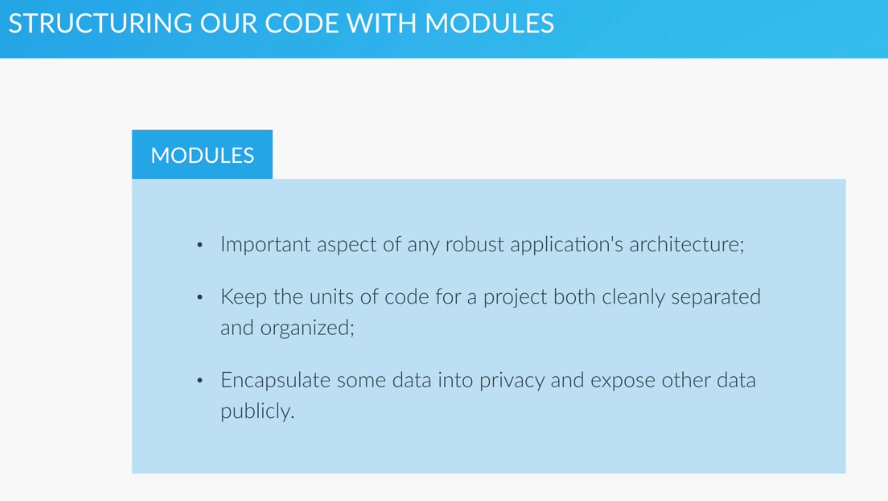 STRUCTURING OUR CODE WITH MODULES
MODULES
• Important aspect of any robust application's architecture;
• Keep the units of code for a project both cleanly separated
and organized;
• Encapsulate some data into privacy and expose other data
publicly.